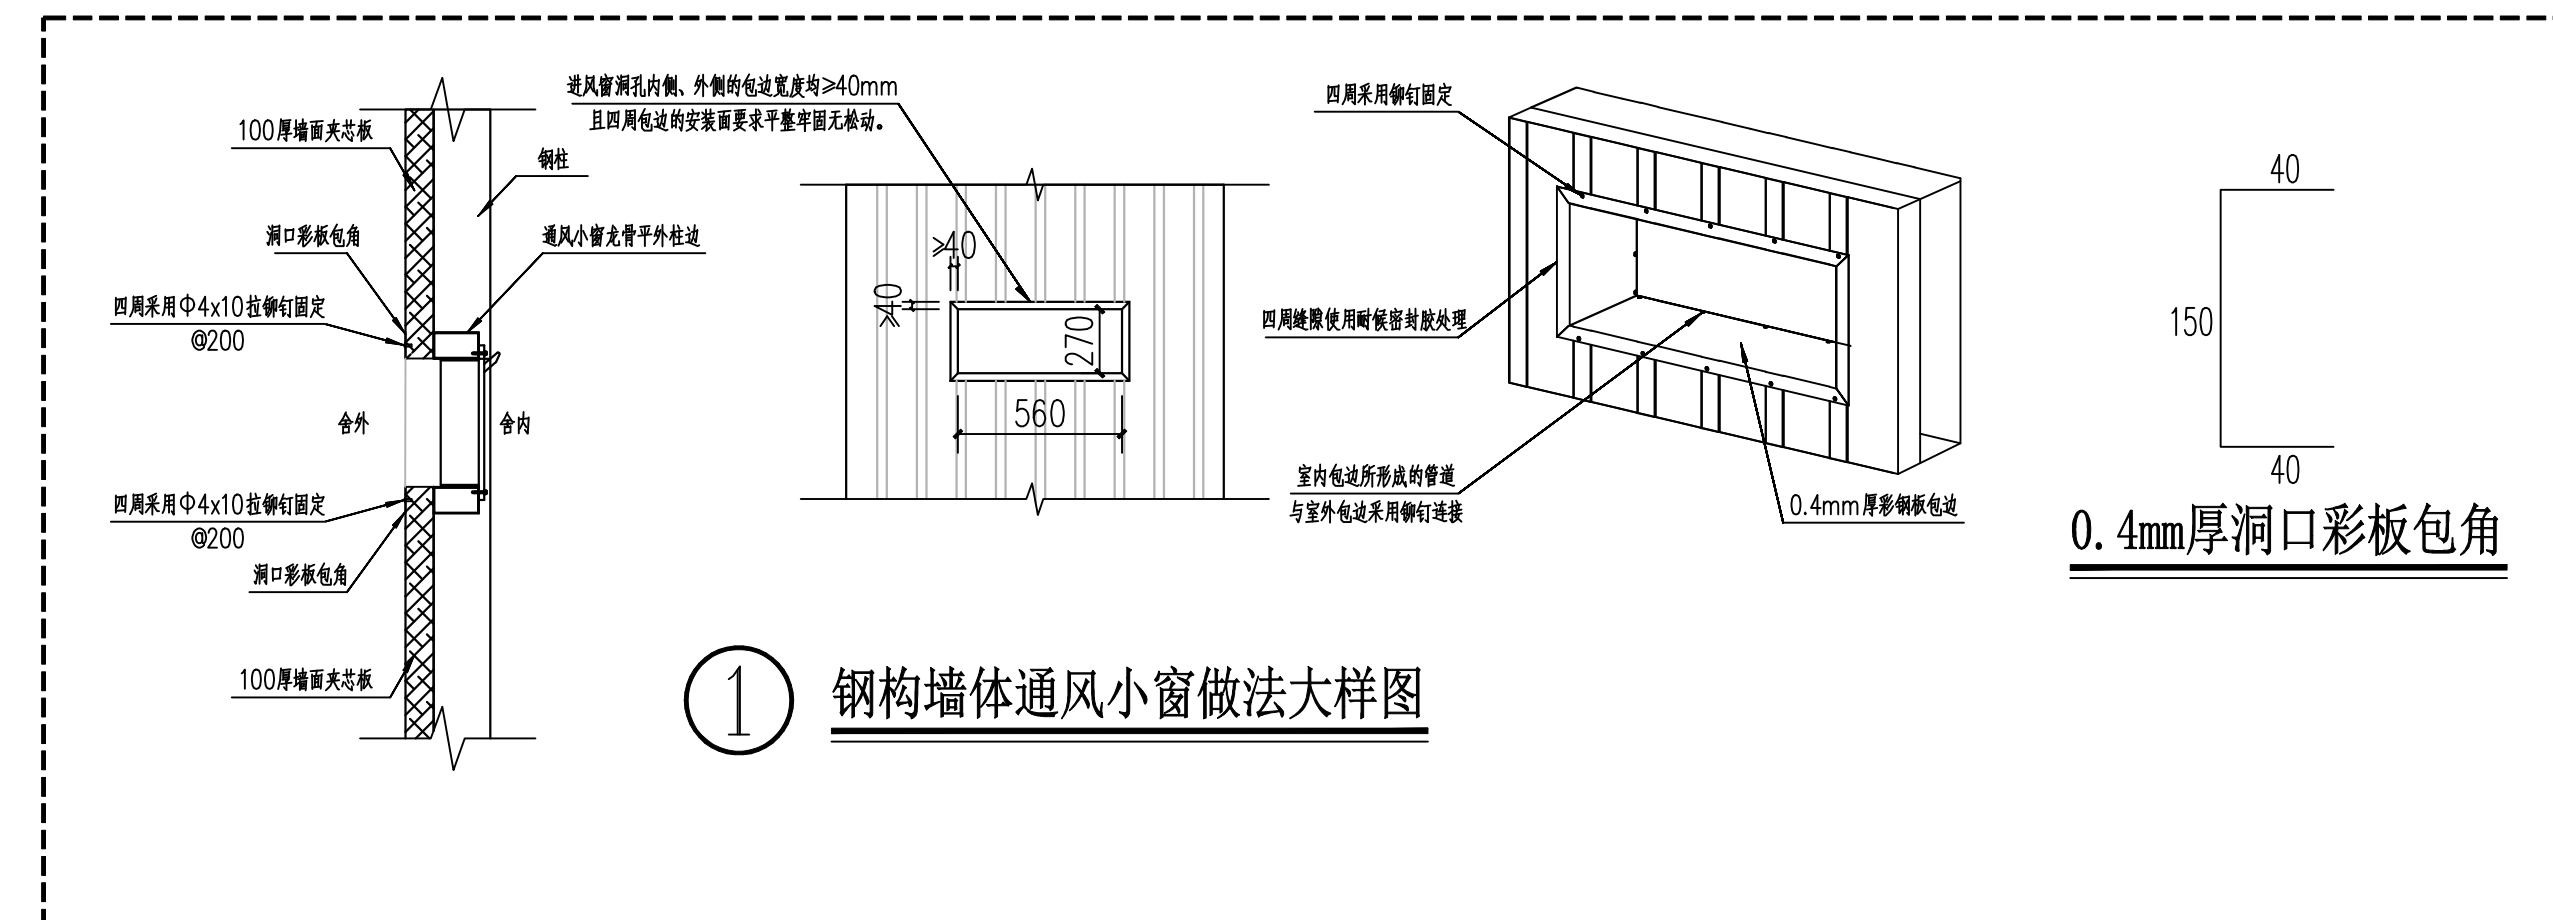 100厚墙面夹芯板
钢柱
洞口彩板包角
通风小窗龙骨平外柱边
四周采用Φ4x10拉铆钉固定
@200
舍外
舍内
四周采用Φ4x10拉铆钉固定
@200
洞口彩板包角
100厚墙面夹芯板
进风窗洞孔内侧、外侧的包边宽度均≥40mm
且四周包边的安装面要求平整牢固无松动。
≥40
≥40
270
560
四周采用铆钉固定
四周缝隙使用耐候密封胶处理
室内包边所形成的管道
与室外包边采用铆钉连接
0.4mm厚彩钢板包边
40
150
40
0.4mm厚洞口彩板包角
1
钢构墙体通风小窗做法大样图